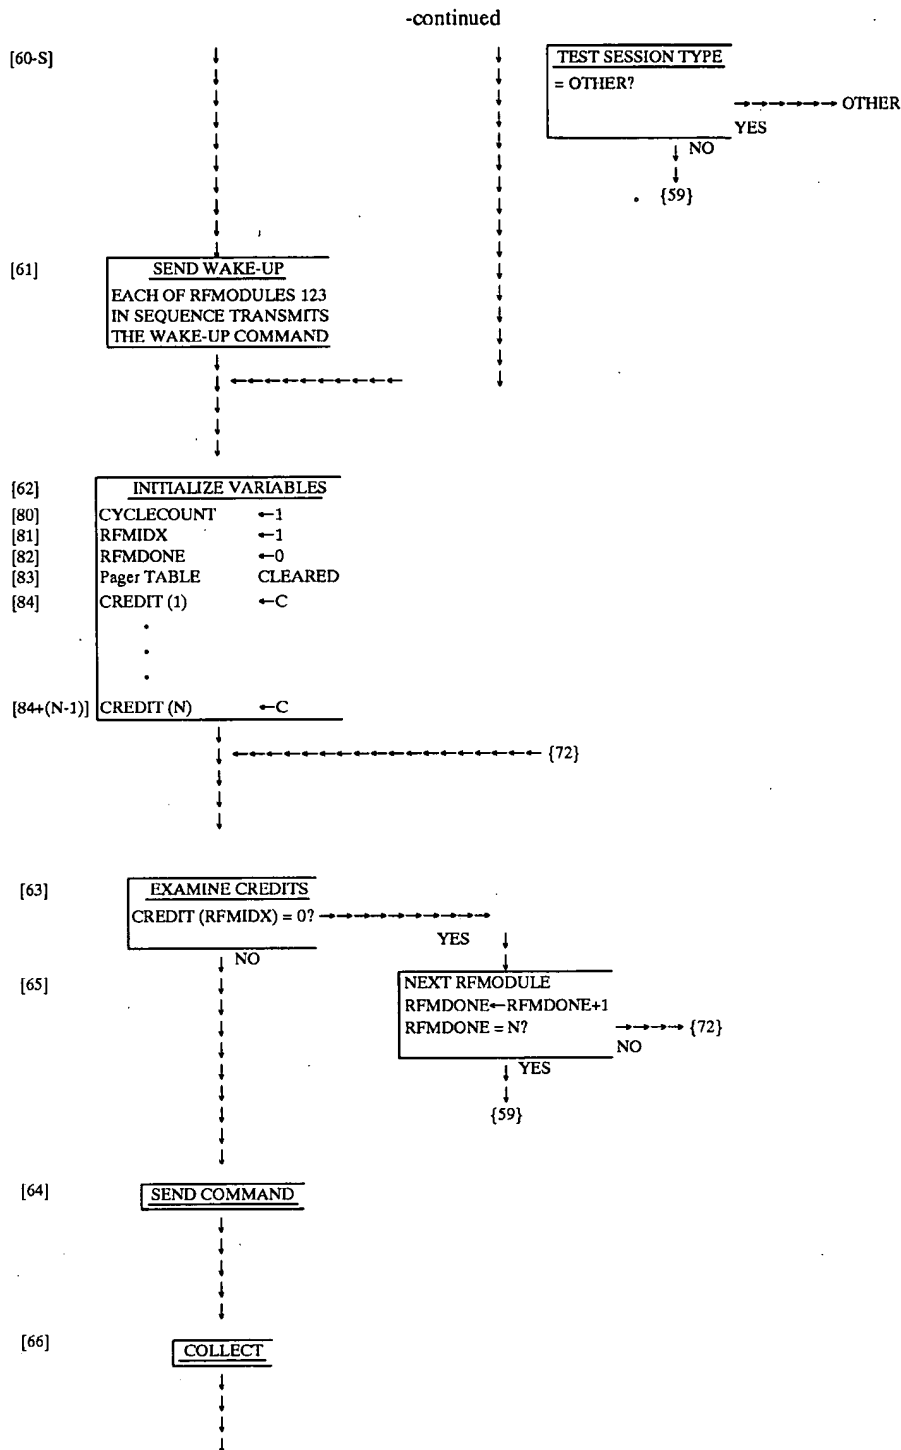 -continued
[60-S]
TEST SESSION TYPE
= OTHER?
OTHER
YES
NO
{59}
[61]
SEND WAKE-UP
EACH OF RFMODULES 123
IN SEQUENCE TRANSMITS
THE WAKE-UP COMMAND
[62] INITIALIZE VARIABLES
[80] CYCLECOUNT ←1
[81] RFMIDX ←1
[82] RFMDONE ←0
[83] Pager TABLE CLEARED
[84] CREDIT (1) ←C
•
•
•
[84+(N-1)] CREDIT (N) ←C
{72}
[63] EXAMINE CREDITS
CREDIT (RFMIDX) = 0?
YES
NO
[65] NEXT RFMODULE
RFMDONE←RFMDONE+1
RFMDONE = N? {72}
NO
YES
{59}
[64] SEND COMMAND
[66] COLLECT